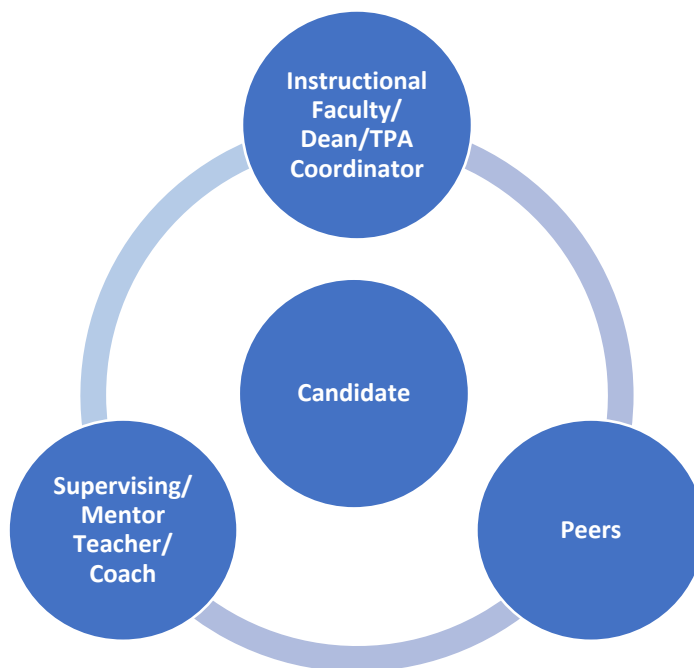 Instructional
Faculty/
Dean/TPA
Coordinator
Candidate
Supervising/
Mentor
Teacher/
Coach
Peers